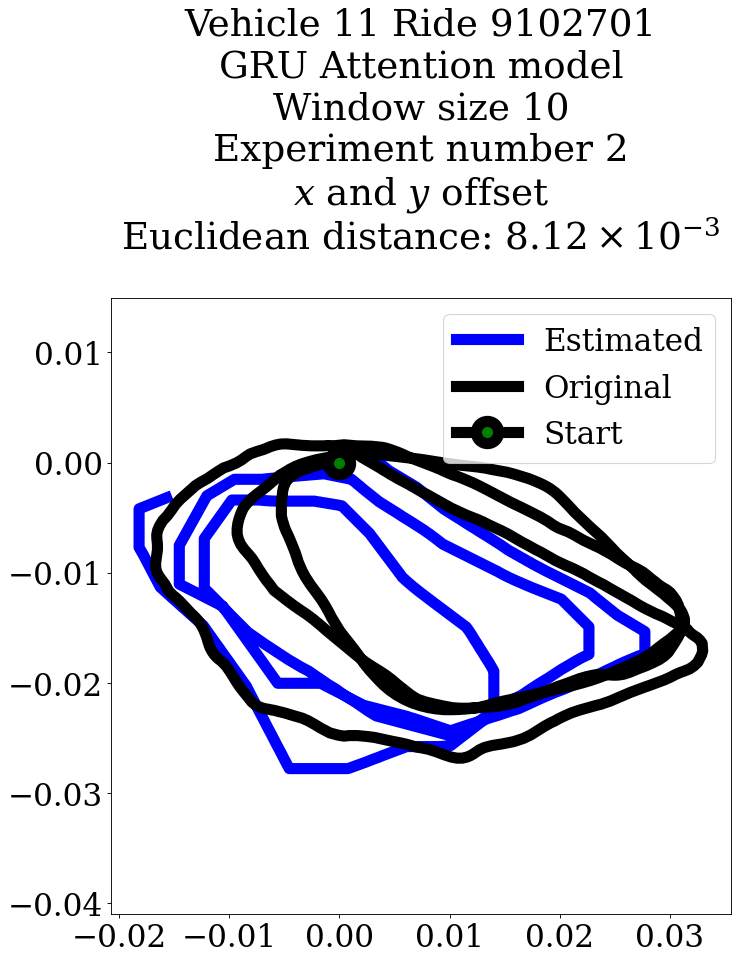 Vehicle 11 Ride 9102701
GRU Attention model
Window size 10
Experiment number 2
x and y offset
Euclidean distance: 8.12 × 10⁻³
Estimated
Original
Start
0.01
0.00
−0.01
−0.02
−0.03
−0.04
−0.02 −0.01 0.00 0.01 0.02 0.03